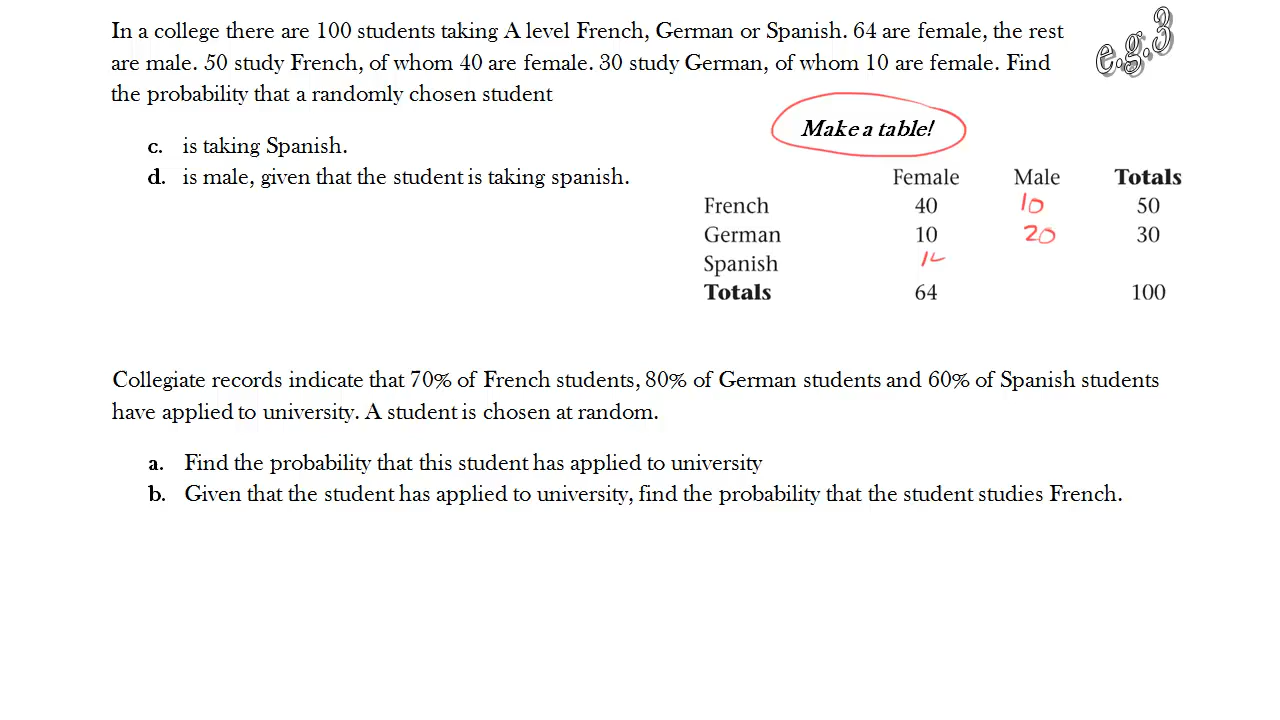 In a college there are 100 students taking A level French, German or Spanish. 64 are female, the rest
are male. 50 study French, of whom 40 are female. 30 study German, of whom 10 are female. Find
the probability that a randomly chosen student
e.g.3
c. is taking Spanish.
d. is male, given that the student is taking spanish.
Make a table!
Female Male Totals
French 40 10 50
German 10 20 30
Spanish
Totals 64 100
Collegiate records indicate that 70% of French students, 80% of German students and 60% of Spanish students
have applied to university. A student is chosen at random.
a. Find the probability that this student has applied to university
b. Given that the student has applied to university, find the probability that the student studies French.